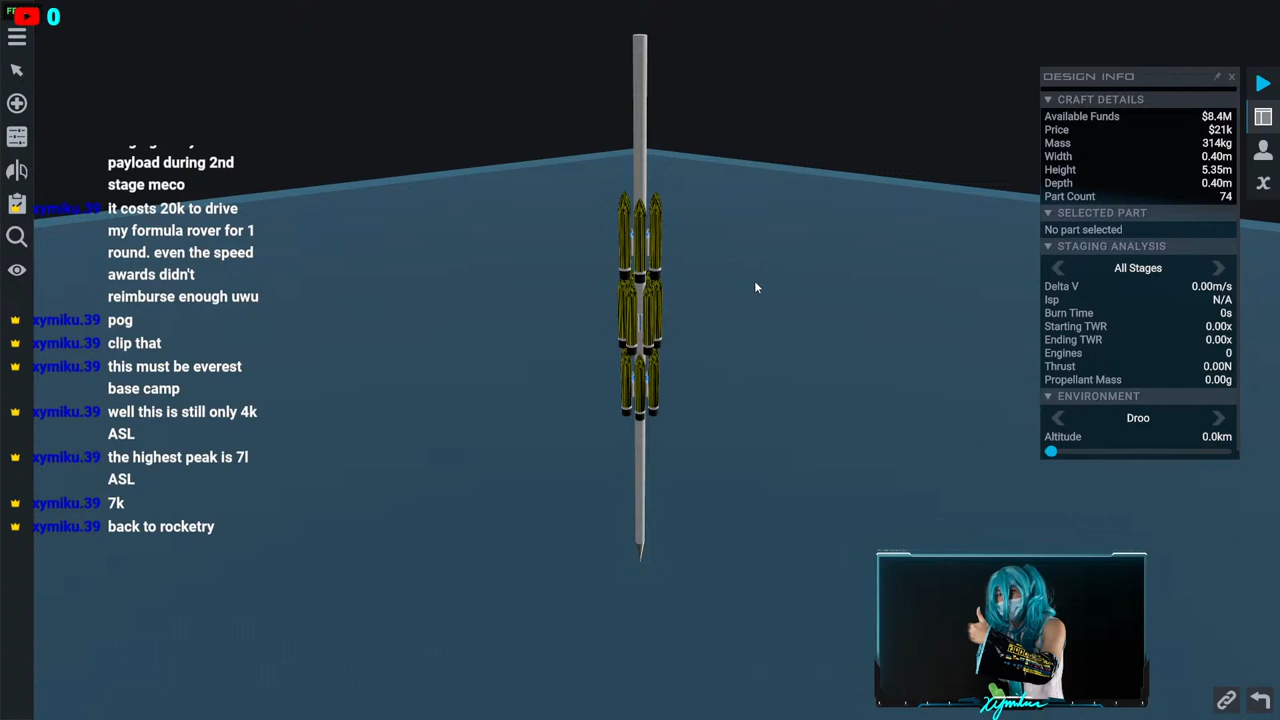 0
payload during 2nd
stage meco
xymiku.39 it costs 20k to drive
my formula rover for 1
round. even the speed
awards didn't
reimburse enough uwu
xymiku.39 pog
xymiku.39 clip that
xymiku.39 this must be everest
base camp
xymiku.39 well this is still only 4k
ASL
xymiku.39 the highest peak is 7l
ASL
xymiku.39 7k
xymiku.39 back to rocketry
DESIGN INFO
CRAFT DETAILS
Available Funds $8.4M
Price $21k
Mass 314kg
Width 0.40m
Height 5.35m
Depth 0.40m
Part Count 74
SELECTED PART
No part selected
STAGING ANALYSIS
All Stages
Delta V 0.00m/s
Isp N/A
Burn Time 0s
Starting TWR 0.00x
Ending TWR 0.00x
Engines 0
Thrust 0.00N
Propellant Mass 0.00g
ENVIRONMENT
Droo
Altitude 0.0km